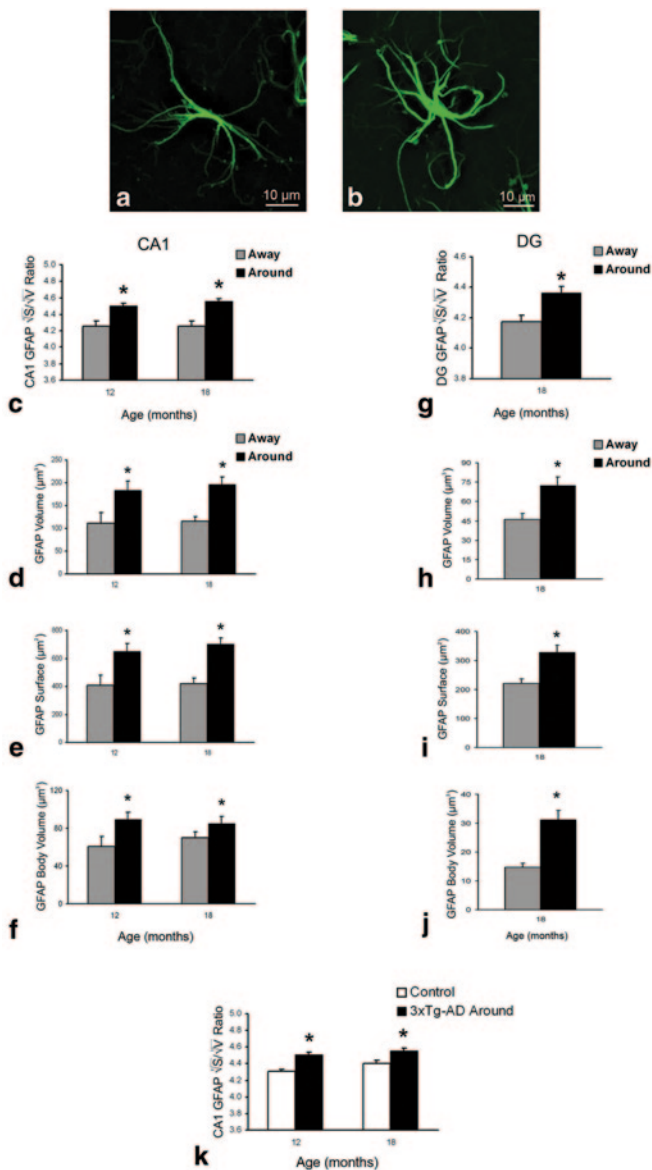 a
10 µm
b
10 µm
CA1
Away
Around
CA1 GFAP ∛S/√V Ratio
5.0
4.8
4.6
4.4
4.2
4.0
3.8
3.6
*
*
12
18
Age (months)
c
DG
Away
Around
DG GFAP ∛S/√V Ratio
4.6
4.4
4.2
4.0
3.8
*
18
Age (months)
g
Away
Around
GFAP Volume (µm³)
250
200
150
100
50
0
*
*
12
18
d
Away
Around
GFAP Volume (µm³)
90
75
60
45
30
15
0
*
18
h
GFAP Surface (µm²)
800
600
400
200
0
*
*
12
18
e
GFAP Surface (µm²)
400
300
200
100
0
*
18
i
GFAP Body Volume (µm³)
120
80
40
0
*
*
12
18
Age (months)
f
GFAP Body Volume (µm³)
40
30
20
10
0
*
18
Age (months)
j
Control
3xTg-AD Around
CA1 GFAP ∛S/√V Ratio
5.0
4.8
4.6
4.4
4.2
4.0
3.8
3.6
*
*
12
18
Age (months)
k